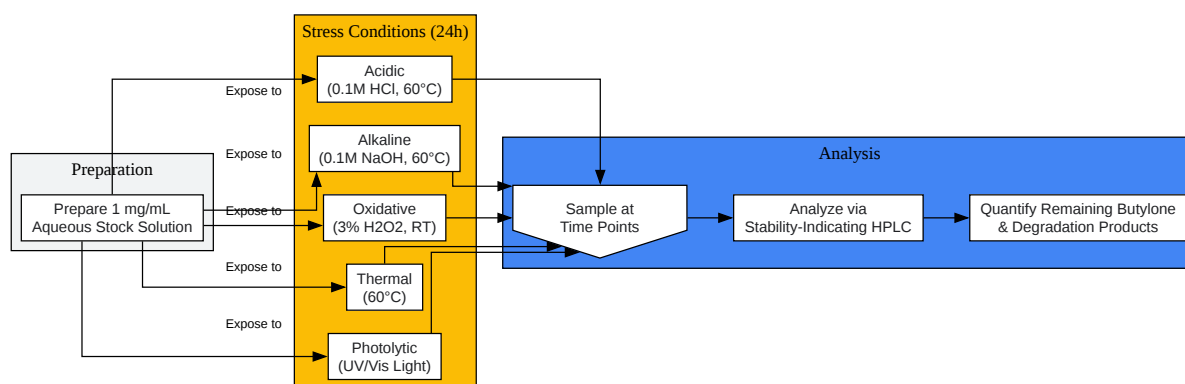 Stress Conditions (24h)
Acidic
(0.1M HCl, 60°C)
Expose to
Alkaline
(0.1M NaOH, 60°C)
Expose to
Preparation
Prepare 1 mg/mL
Aqueous Stock Solution
Expose to
Oxidative
(3% H2O2, RT)
Expose to
Thermal
(60°C)
Expose to
Photolytic
(UV/Vis Light)
Analysis
Sample at
Time Points
Analyze via
Stability-Indicating HPLC
Quantify Remaining Butylone
& Degradation Products